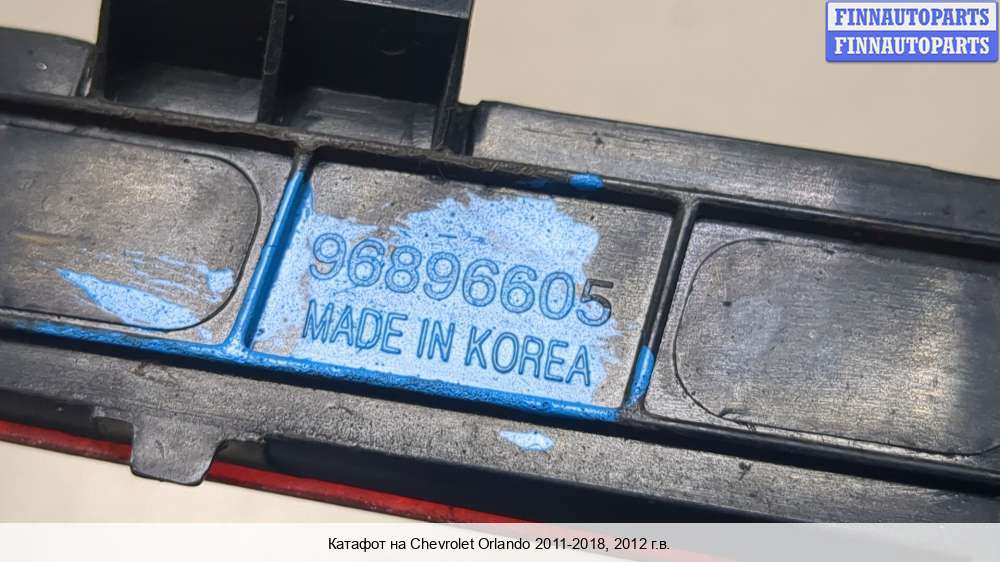 FINNAUTOPARTS
FINNAUTOPARTS
96896605
MADE IN KOREA
Катафот на Chevrolet Orlando 2011-2018, 2012 г.в.